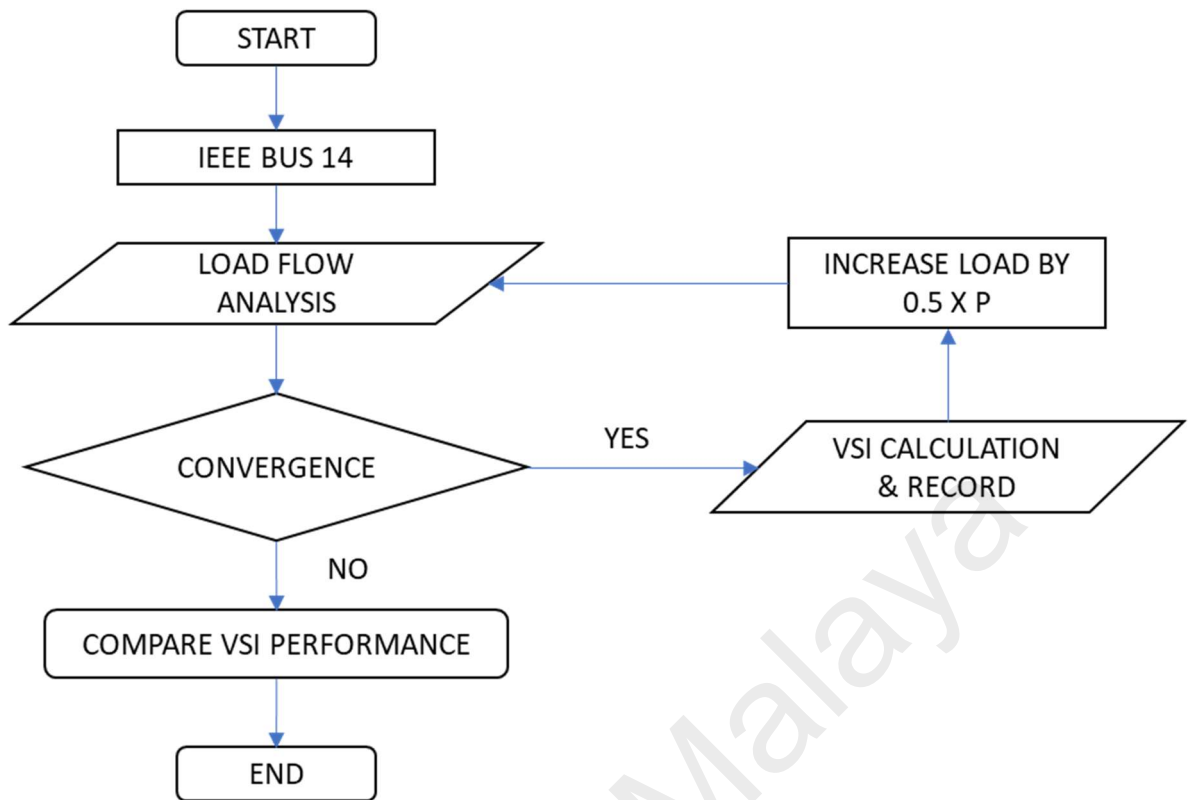 START
IEEE BUS 14
LOAD FLOW
ANALYSIS
INCREASE LOAD BY
0.5 X P
CONVERGENCE
YES
VSI CALCULATION
& RECORD
NO
COMPARE VSI PERFORMANCE
END
Malaya